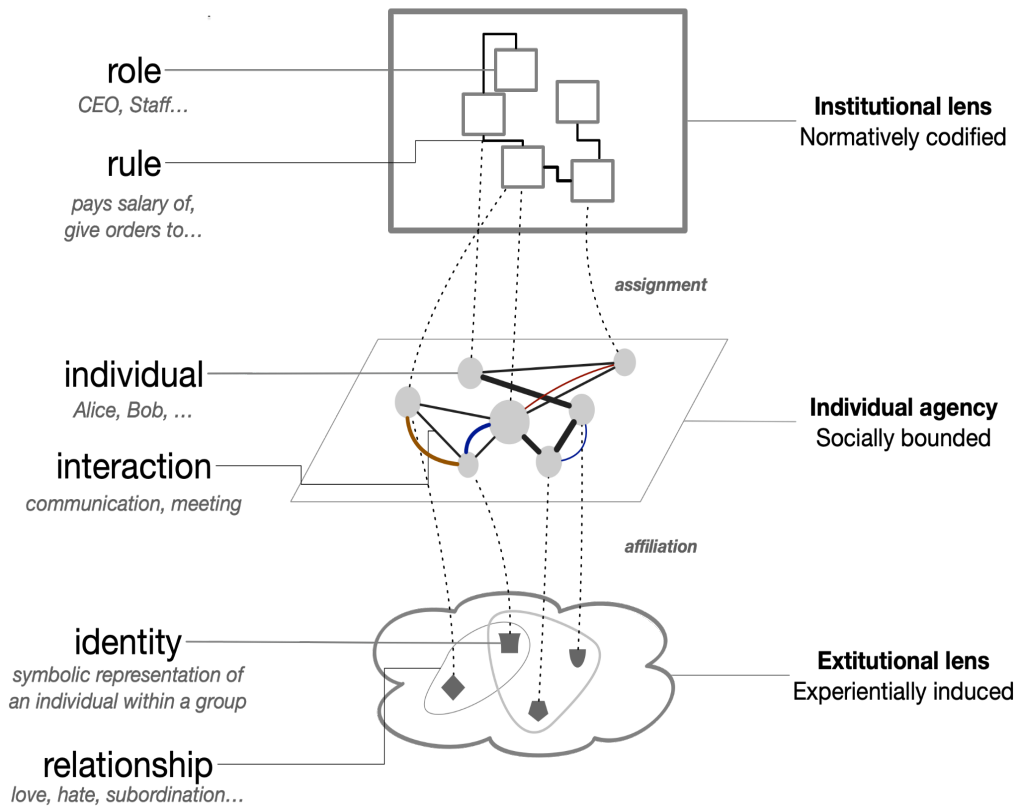 role
CEO, Staff...
rule
pays salary of,
give orders to...
Institutional lens
Normatively codified
assignment
individual
Alice, Bob, ...
interaction
communication, meeting
Individual agency
Socially bounded
affiliation
identity
symbolic representation of
an individual within a group
relationship
love, hate, subordination...
Extitutional lens
Experientially induced